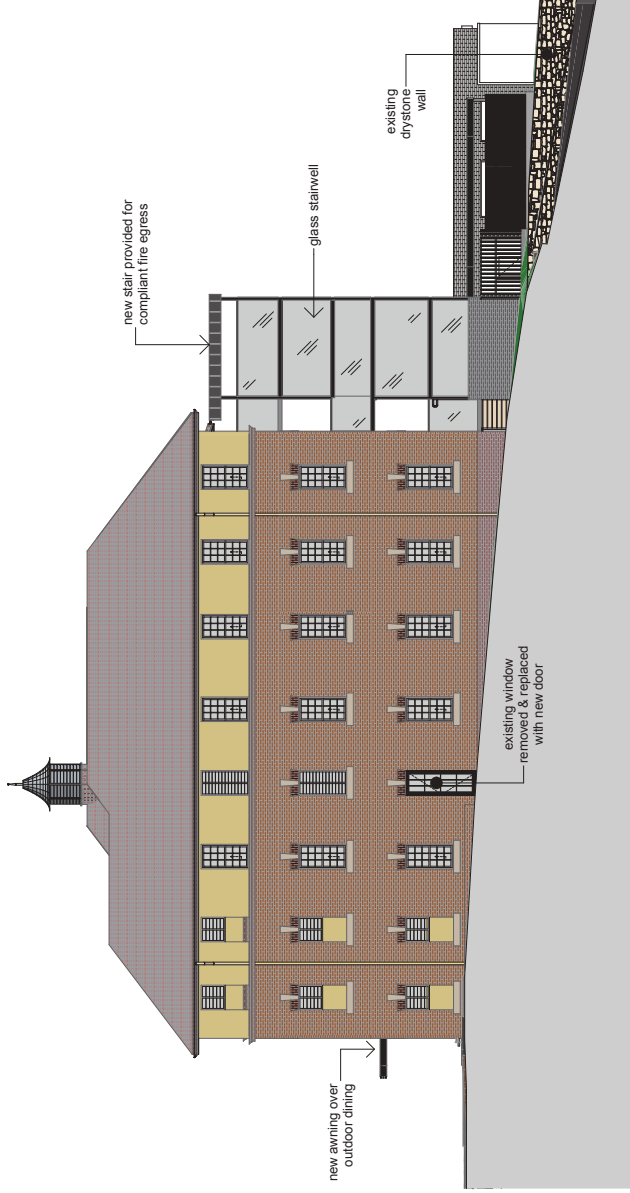 new stair provided for
compliant fire egress
glass stairwell
existing
drystone
wall
new awning over
outdoor dining
existing window
removed & replaced
with new door